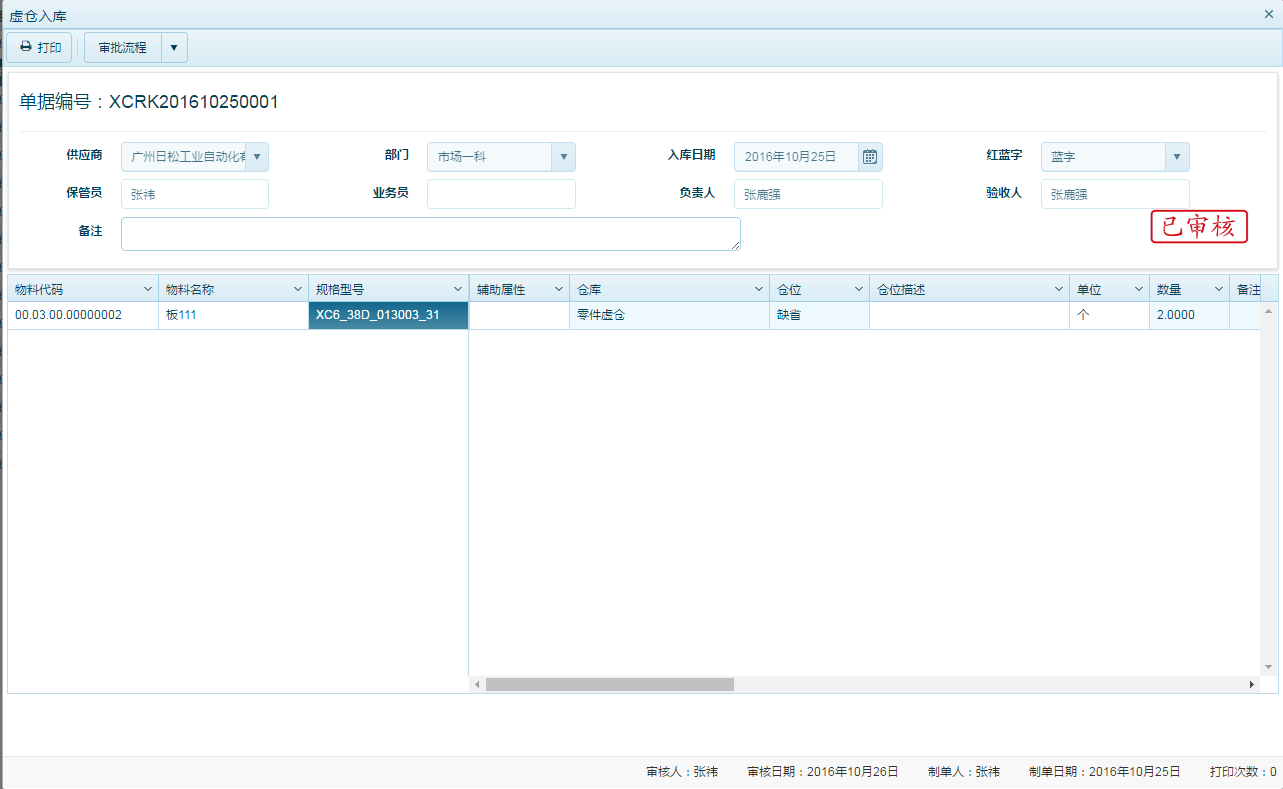 虚仓入库
打印 审批流程
单据编号：XCRK201610250001
供应商 广州日松工业自动化有 部门 市场一科 入库日期 2016年10月25日 红蓝字 蓝字
保管员 张祎 业务员 负责人 张鹿强 验收人 张鹿强
备注 已审核
物料代码 物料名称 规格型号 辅助属性 仓库 仓位 仓位描述 单位 数量 备注
00.03.00.00000002 板111 XC6_38D_013003_31 零件虚仓 缺省 个 2.0000
审核人：张祎 审核日期：2016年10月26日 制单人：张祎 制单日期：2016年10月25日 打印次数：0